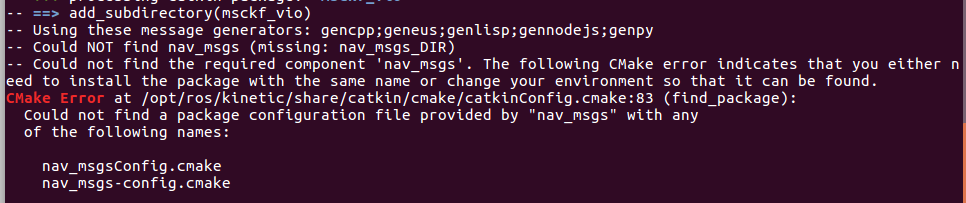 -- ==> add_subdirectory(msckf_vio)
-- Using these message generators: gencpp;geneus;genlisp;gennodejs;genpy
-- Could NOT find nav_msgs (missing: nav_msgs_DIR)
-- Could not find the required component 'nav_msgs'. The following CMake error indicates that you either n
eed to install the package with the same name or change your environment so that it can be found.
CMake Error at /opt/ros/kinetic/share/catkin/cmake/catkinConfig.cmake:83 (find_package):
Could not find a package configuration file provided by "nav_msgs" with any
of the following names:
nav_msgsConfig.cmake
nav_msgs-config.cmake